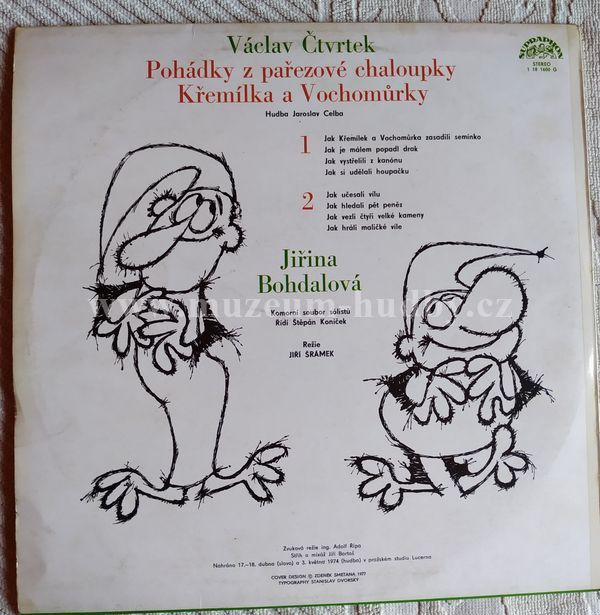 Václav Čtvrtek
Pohádky z pařezové chaloupky
Křemílka a Vochomůrky
Hudba Jaroslav Celba
SUPRAPHON
STEREO
1 18 1600 G
1
Jak Křemílek a Vochomůrka zasadili semínko
Jak je málem popadl drak
Jak vystřelili z kanónu
Jak si udělali houpačku
2
Jak učesali vílu
Jak hledali pět peněz
Jak vezli čtyři velké kameny
Jak hráli maličké víle
Jiřina
Bohdalová
www.muzeum-hudby.cz
Komorní soubor sólistů
Řídí Štěpán Koníček
Režie
JIŘÍ ŠRÁMEK
Zvuková režie ing. Adolf Řípa
Střih a mixáž Jiří Bartoš
Nahráno 17.–18. dubna (slovo) a 3. května 1974 (hudba) v pražském studiu Lucerna
COVER DESIGN © ZDENĚK SMETANA, 1977
TYPOGRAPHY STANISLAV DVORSKÝ